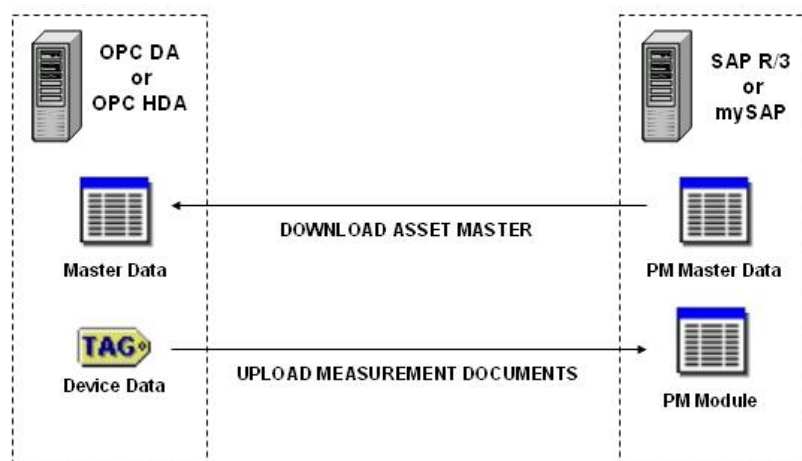 OPC DA
or
OPC HDA
SAP R/3
or
mySAP
DOWNLOAD ASSET MASTER
Master Data
PM Master Data
TAG
Device Data
UPLOAD MEASUREMENT DOCUMENTS
PM Module